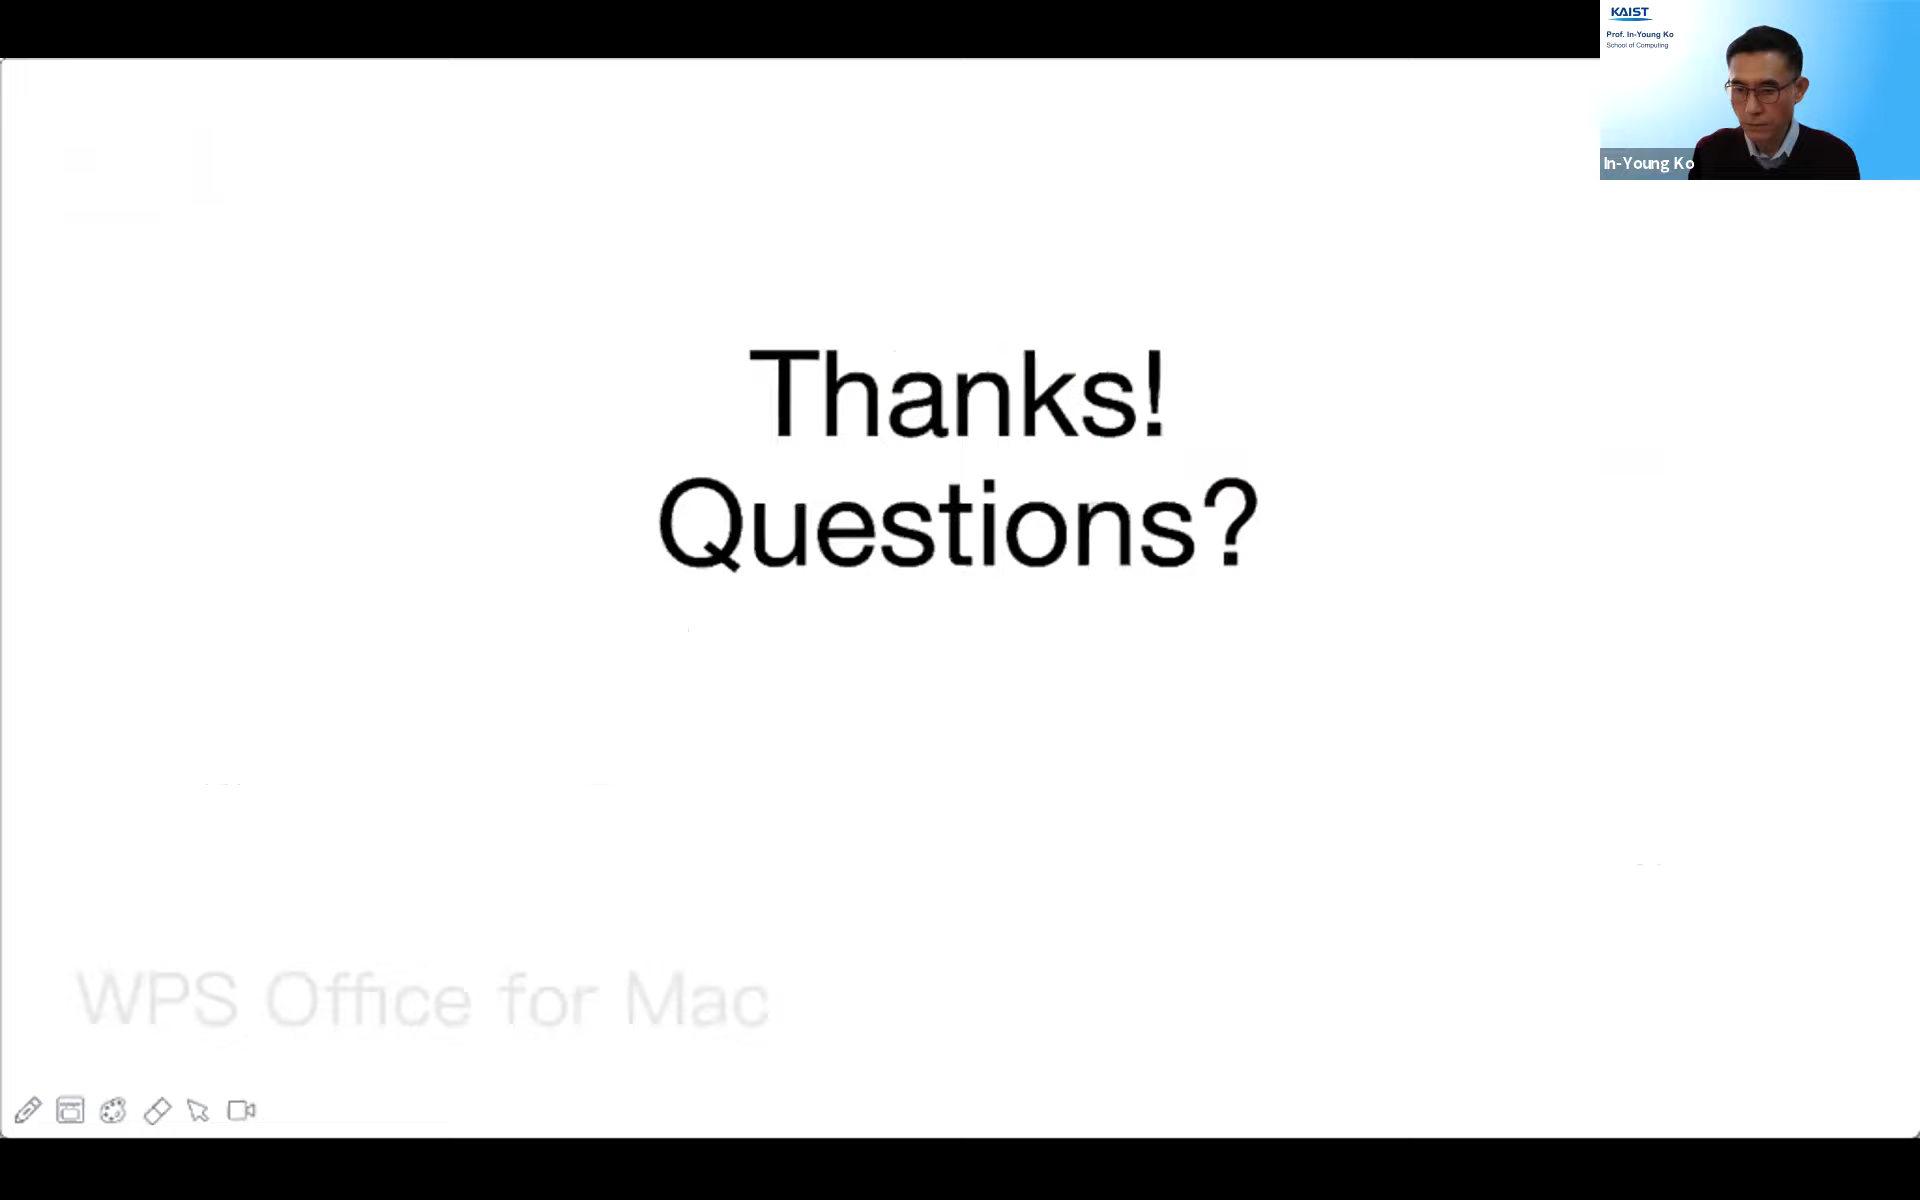 KAIST
Prof. In-Young Ko
School of Computing
In-Young Ko
Thanks!
Questions?
WPS Office for Mac